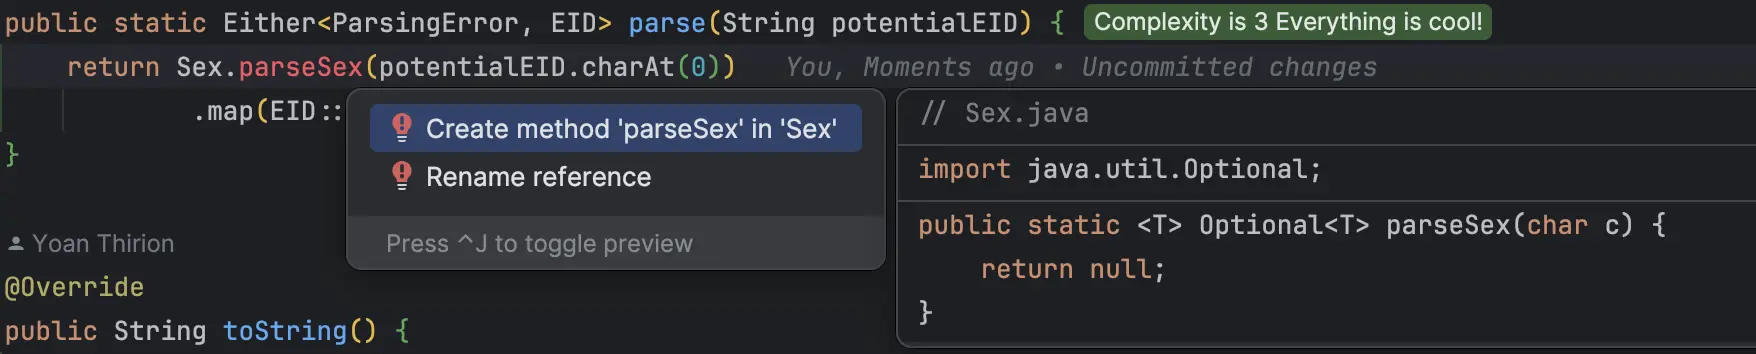 public static Either<ParsingError, EID> parse(String potentialEID) { Complexity is 3 Everything is cool!
return Sex.parseSex(potentialEID.charAt(0)) You, Moments ago • Uncommitted changes
.map(EID::
}
Create method 'parseSex' in 'Sex'
Rename reference
Press ^J to toggle preview
// Sex.java
import java.util.Optional;
public static <T> Optional<T> parseSex(char c) {
return null;
}
Yoan Thirion
@Override
public String toString() {